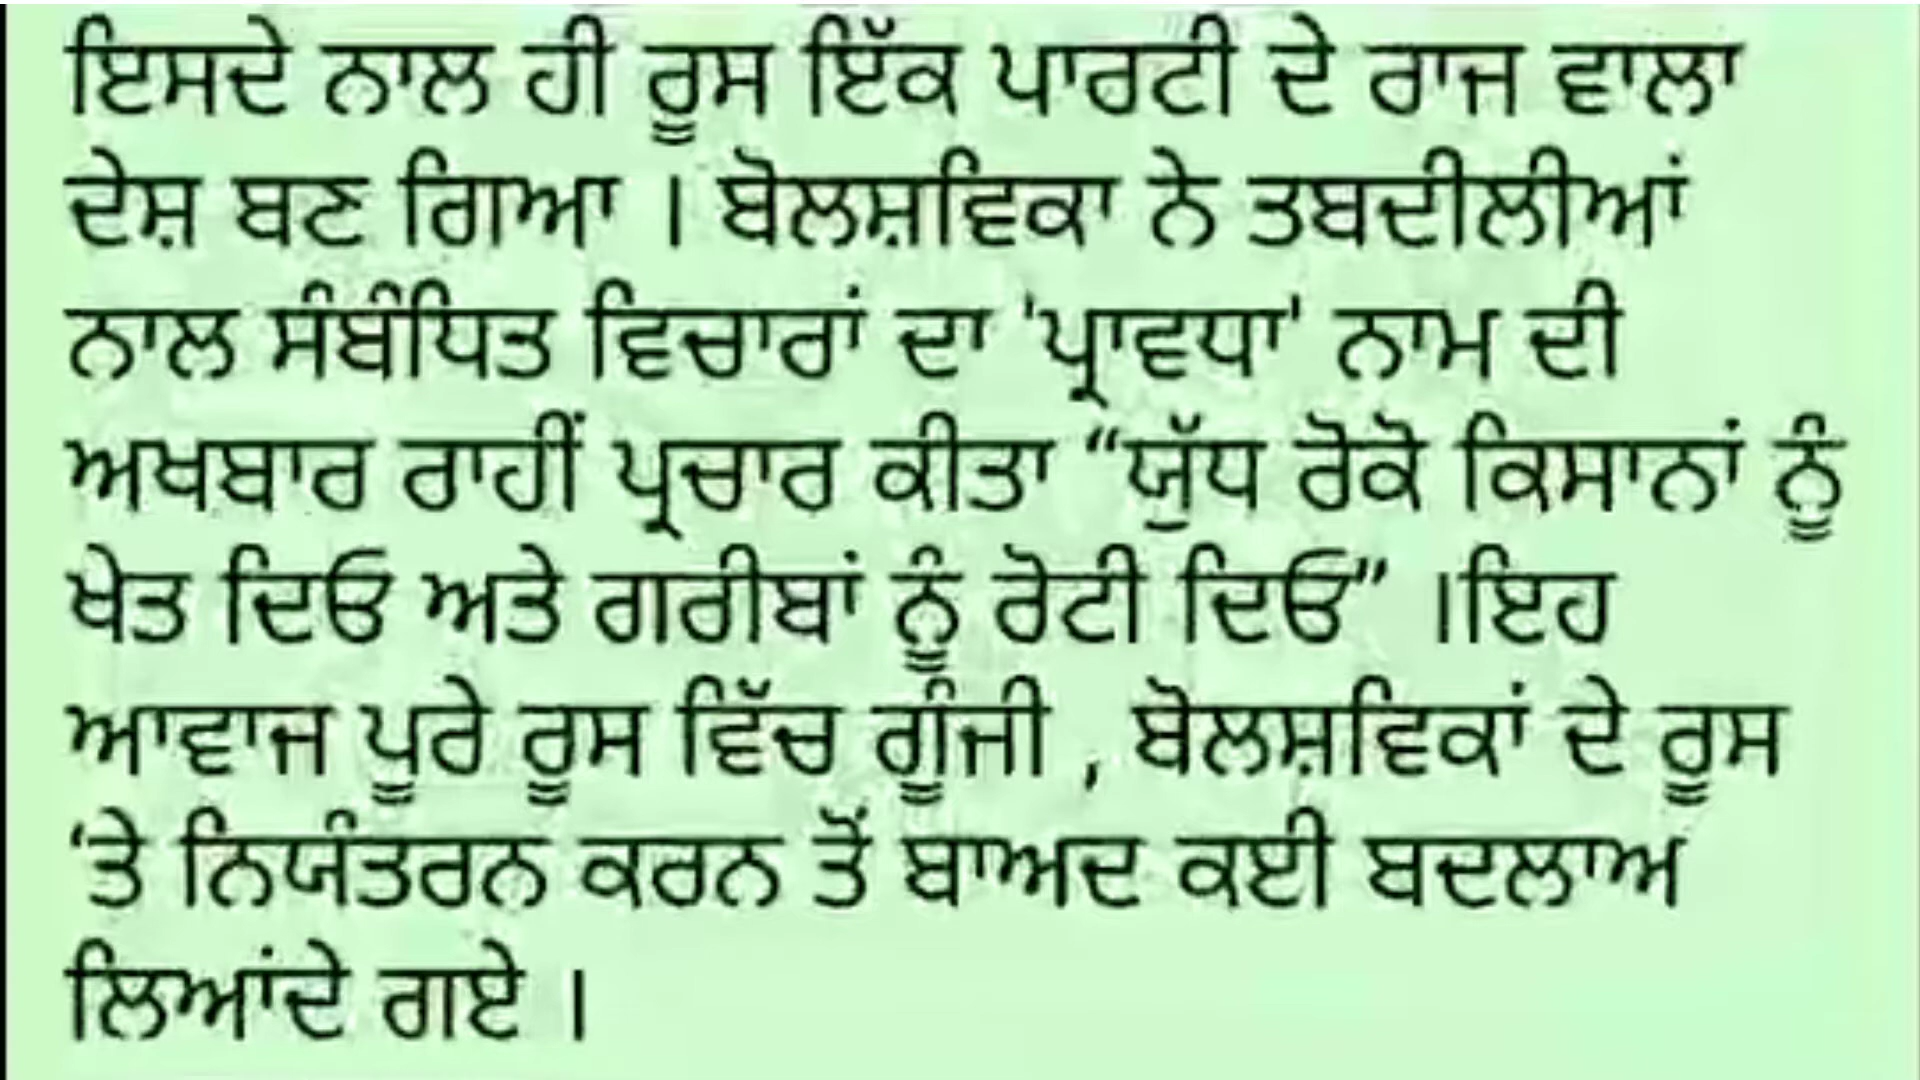 ਇਸਦੇ ਨਾਲ ਹੀ ਰੂਸ ਇੱਕ ਪਾਰਟੀ ਦੇ ਰਾਜ ਵਾਲਾ
ਦੇਸ਼ ਬਣ ਗਿਆ । ਬੋਲਸ਼ਵਿਕਾ ਨੇ ਤਬਦੀਲੀਆਂ
ਨਾਲ ਸੰਬੰਧਿਤ ਵਿਚਾਰਾਂ ਦਾ 'ਪ੍ਰਾਵਧਾ' ਨਾਮ ਦੀ
ਅਖਬਾਰ ਰਾਹੀਂ ਪ੍ਰਚਾਰ ਕੀਤਾ “ਯੁੱਧ ਰੋਕੋ ਕਿਸਾਨਾਂ ਨੂੰ
ਖੇਤ ਦਿਓ ਅਤੇ ਗਰੀਬਾਂ ਨੂੰ ਰੋਟੀ ਦਿਓ” ।ਇਹ
ਆਵਾਜ ਪੂਰੇ ਰੂਸ ਵਿੱਚ ਗੂੰਜੀ , ਬੋਲਸ਼ਵਿਕਾਂ ਦੇ ਰੂਸ
‘ਤੇ ਨਿਯੰਤਰਨ ਕਰਨ ਤੋਂ ਬਾਅਦ ਕਈ ਬਦਲਾਅ
ਲਿਆਂਦੇ ਗਏ ।